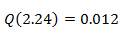 Q(2.24) = 0.012